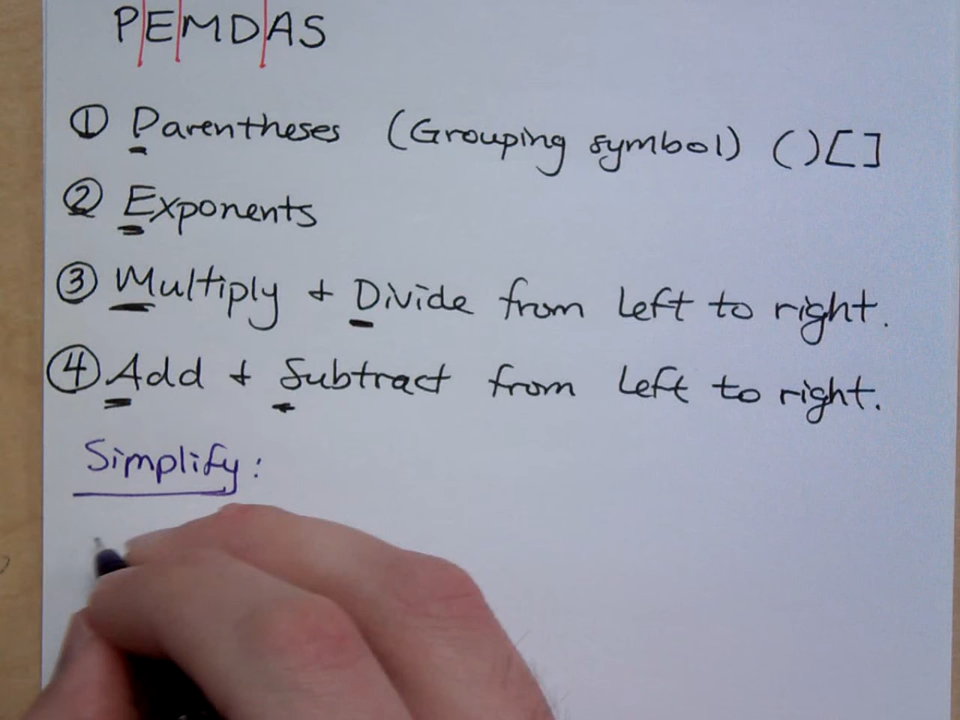 PEMDAS
① Parentheses (Grouping symbol) ()[]
② Exponents
③ Multiply + Divide from left to right.
④ Add + Subtract from left to right.
Simplify: